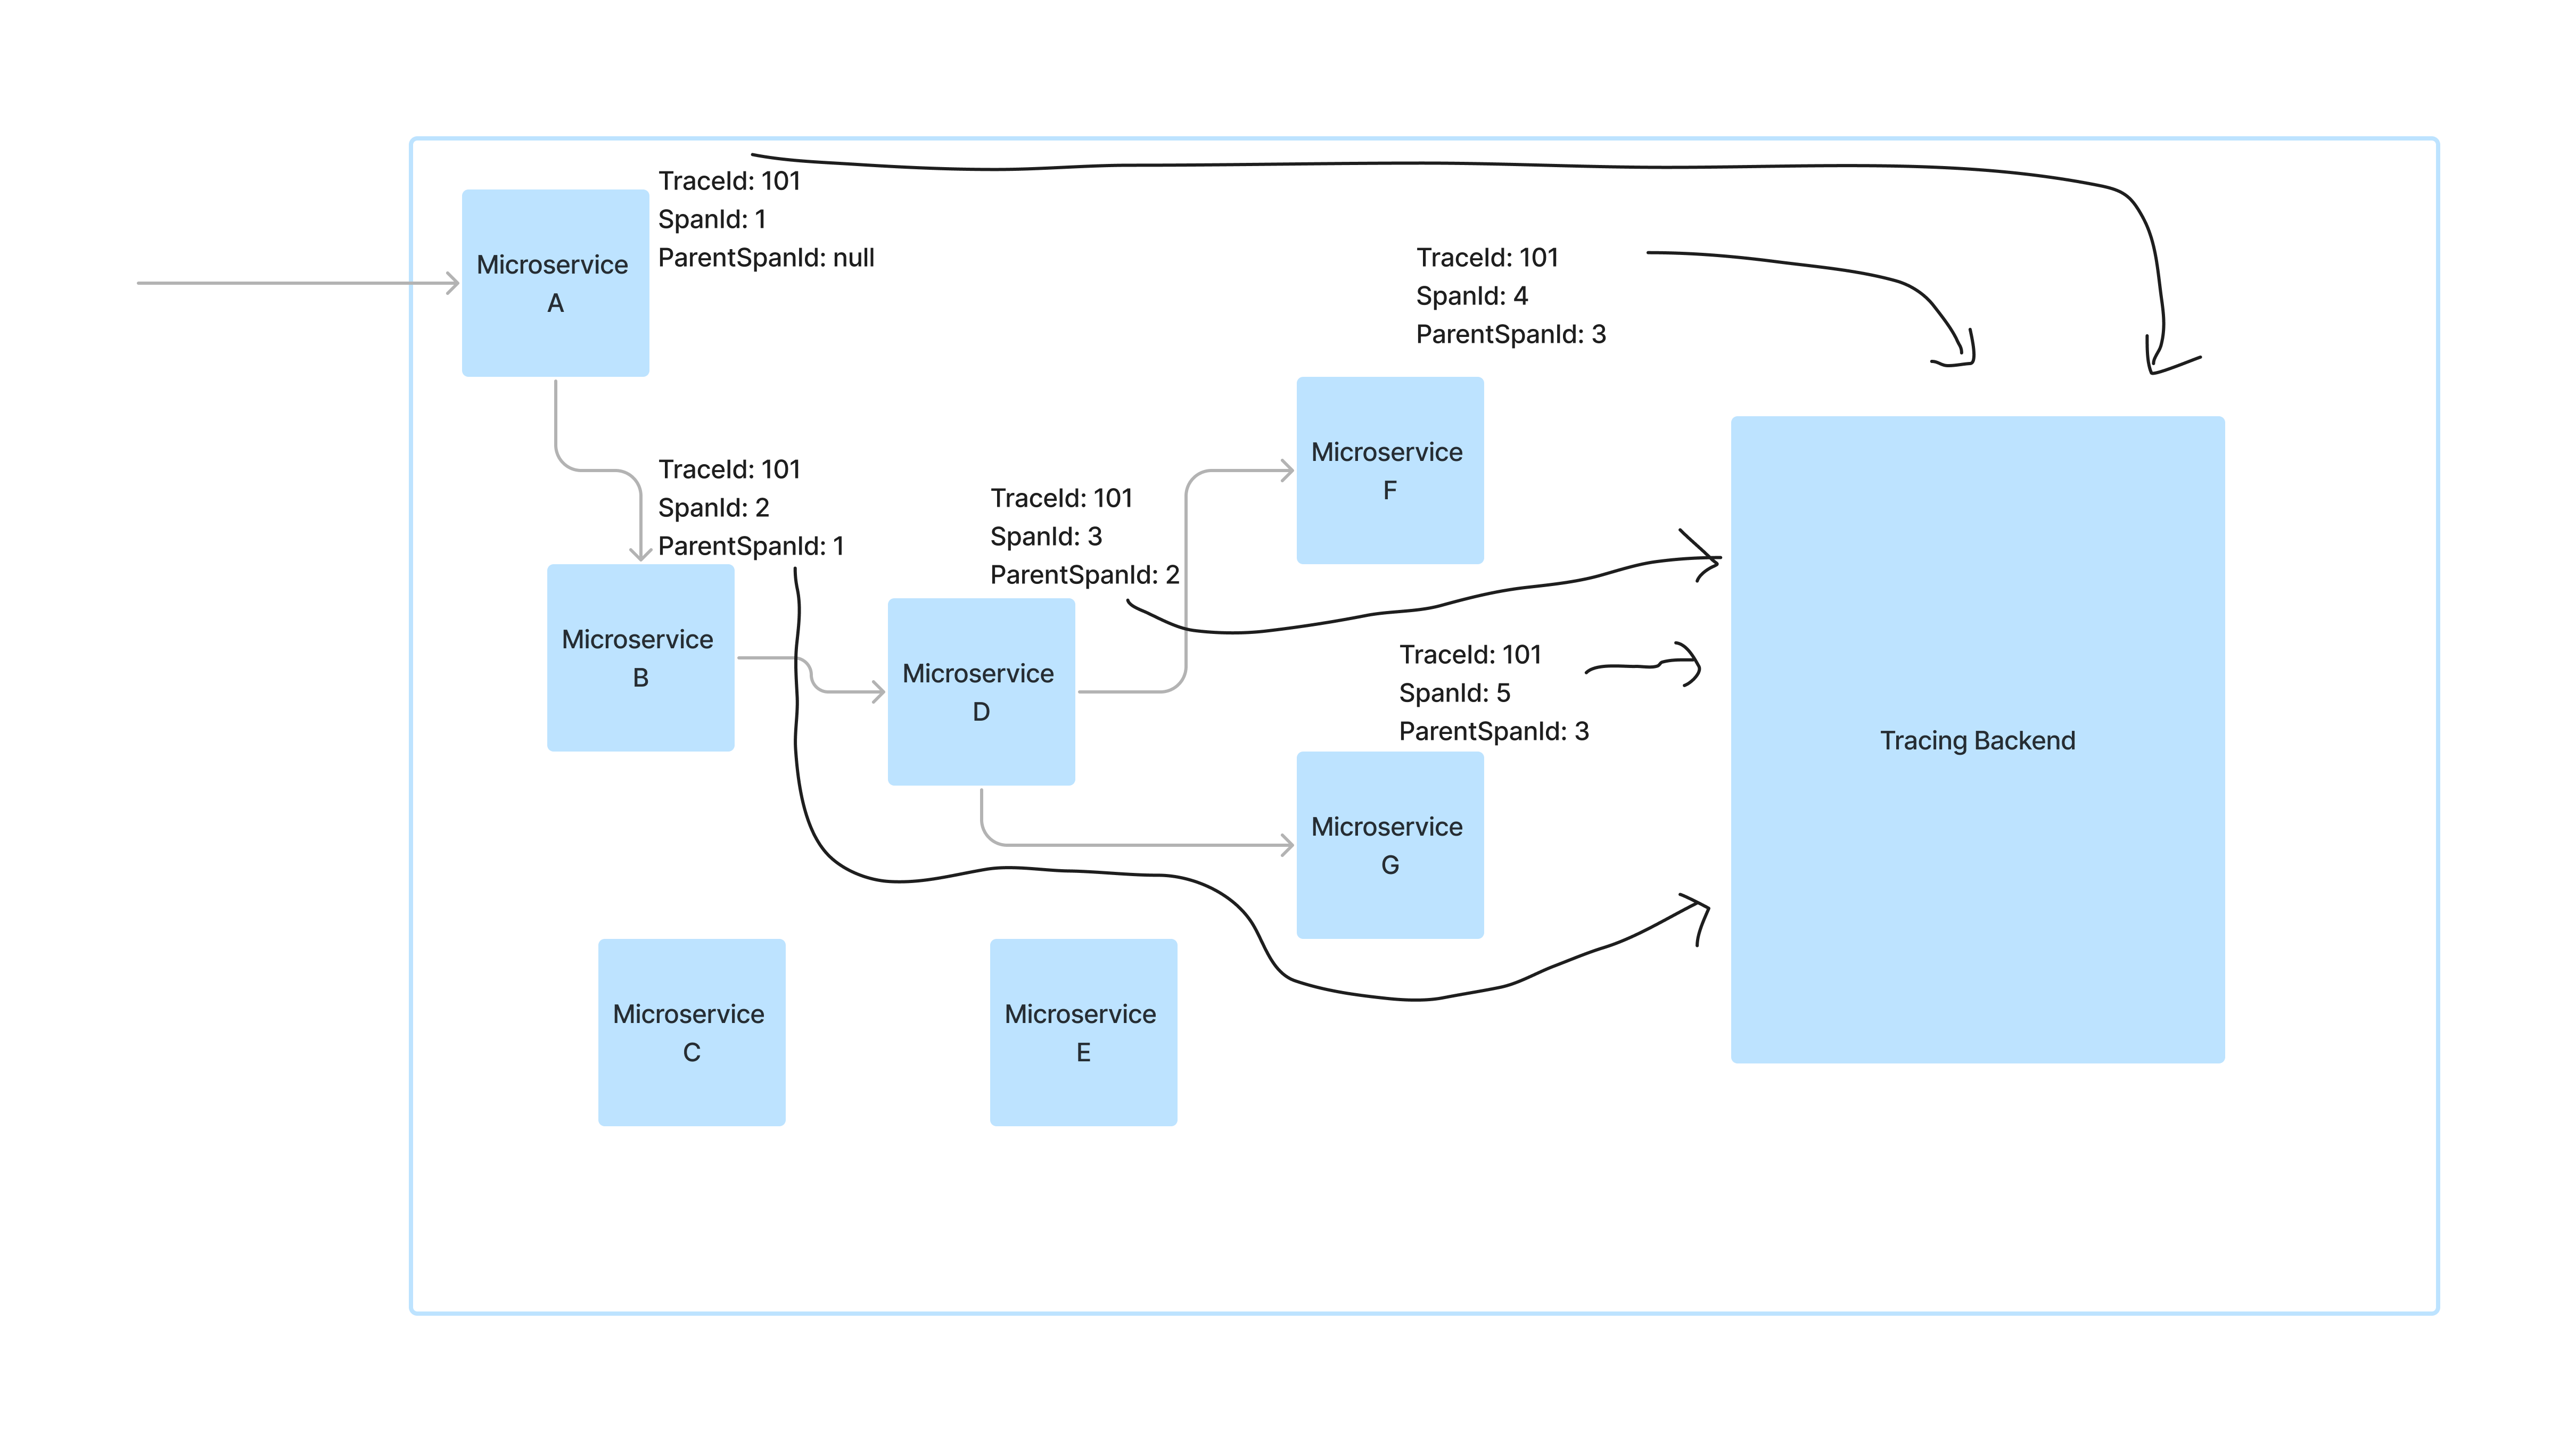 TraceId: 101
SpanId: 1
ParentSpanId: null
Microservice
A
TraceId: 101
SpanId: 4
ParentSpanId: 3
TraceId: 101
SpanId: 2
ParentSpanId: 1
TraceId: 101
SpanId: 3
ParentSpanId: 2
Microservice
F
Microservice
B
Microservice
D
TraceId: 101
SpanId: 5
ParentSpanId: 3
Tracing Backend
Microservice
G
Microservice
C
Microservice
E